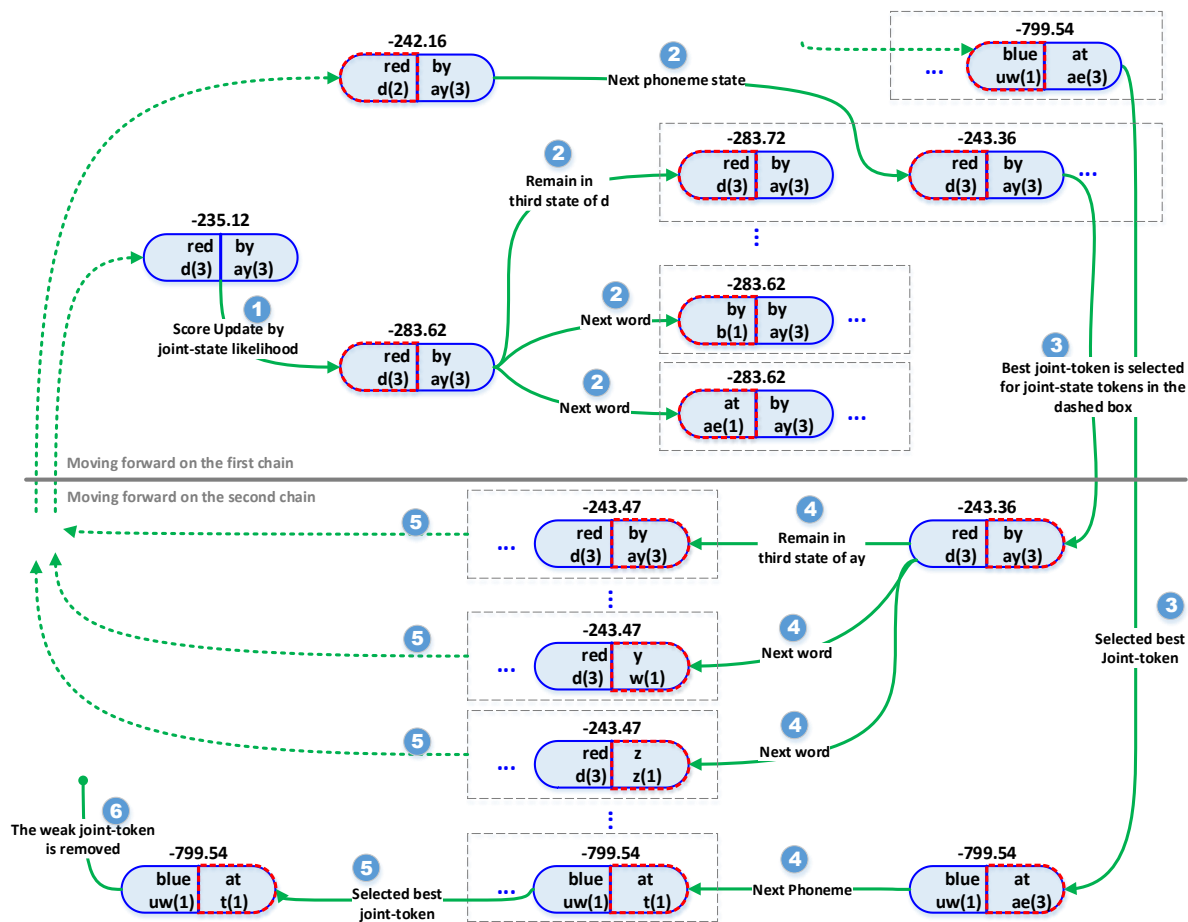 -242.16
red by
d(2) ay(3)
2
Next phoneme state
-799.54
blue at
uw(1) ae(3)
...
-283.72
red by
d(3) ay(3)
-243.36
red by
d(3) ay(3)
...
2
Remain in
third state of d
...
-235.12
red by
d(3) ay(3)
1
Score Update by
joint-state likelihood
-283.62
red by
d(3) ay(3)
2
Next word
-283.62
by by
b(1) ay(3)
...
2
Next word
-283.62
at by
ae(1) ay(3)
...
3
Best joint-token is selected
for joint-state tokens in the
dashed box
Moving forward on the first chain
Moving forward on the second chain
5
-243.47
red by
d(3) ay(3)
...
4
Remain in
third state of ay
-243.36
red by
d(3) ay(3)
...
5
-243.47
red y
d(3) w(1)
...
4
Next word
3
Selected best
Joint-token
5
-243.47
red z
d(3) z(1)
...
4
Next word
...
6
The weak joint-token
is removed
-799.54
blue at
uw(1) t(1)
5
Selected best
joint-token
-799.54
blue at
uw(1) t(1)
...
4
Next Phoneme
-799.54
blue at
uw(1) ae(3)